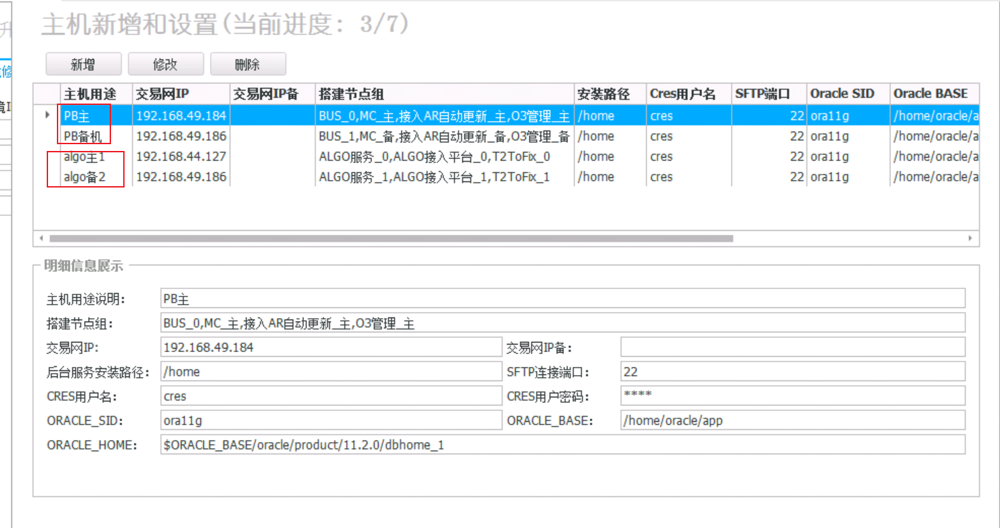 主机新增和设置(当前进度: 3/7)
新增 修改 删除
主机用途 交易网IP 交易网IP备 搭建节点组 安装路径 Cres用户名 SFTP端口 Oracle SID Oracle BASE
PB主 192.168.49.184 BUS_0,MC_主,接入AR自动更新_主,O3管理_主 /home cres 22 ora11g /home/oracle/a
PB备机 192.168.49.186 BUS_1,MC_备,接入AR自动更新_备,O3管理_备 /home cres 22 ora11g /home/oracle/a
algo主1 192.168.44.127 ALGO服务_0,ALGO接入平台_0,T2ToFix_0 /home cres 22 ora11g /home/oracle/a
algo备2 192.168.49.186 ALGO服务_1,ALGO接入平台_1,T2ToFix_1 /home cres 22 ora11g /home/oracle/a
明细信息展示
主机用途说明: PB主
搭建节点组: BUS_0,MC_主,接入AR自动更新_主,O3管理_主
交易网IP: 192.168.49.184 交易网IP备:
后台服务安装路径: /home SFTP连接端口: 22
CRES用户名: cres CRES用户密码: ****
ORACLE_SID: ora11g ORACLE_BASE: /home/oracle/app
ORACLE_HOME: $ORACLE_BASE/oracle/product/11.2.0/dbhome_1